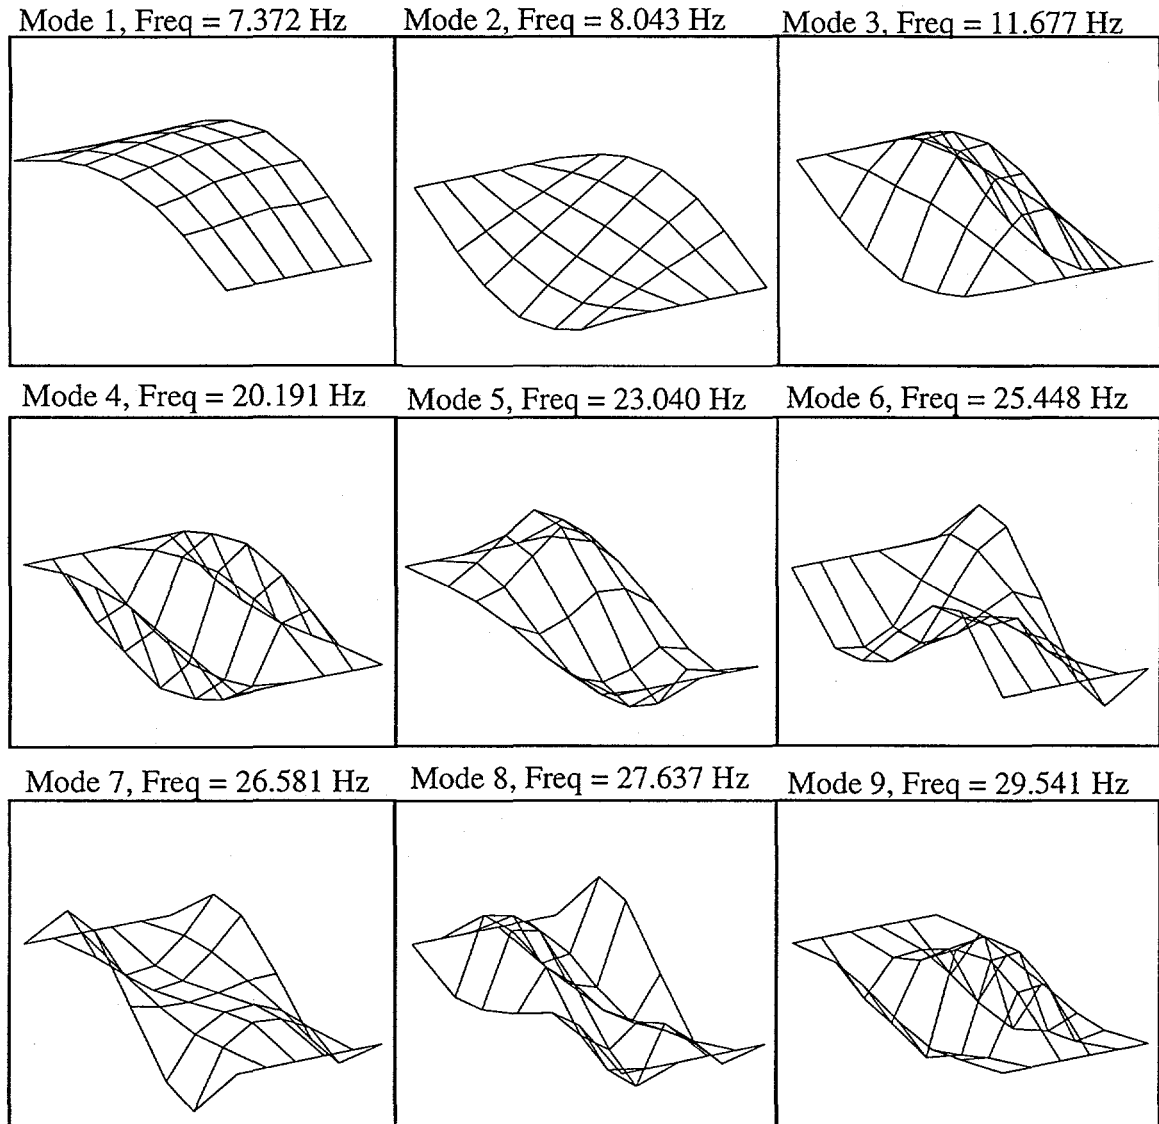 Mode 1, Freq = 7.372 Hz
Mode 2, Freq = 8.043 Hz
Mode 3, Freq = 11.677 Hz
Mode 4, Freq = 20.191 Hz
Mode 5, Freq = 23.040 Hz
Mode 6, Freq = 25.448 Hz
Mode 7, Freq = 26.581 Hz
Mode 8, Freq = 27.637 Hz
Mode 9, Freq = 29.541 Hz